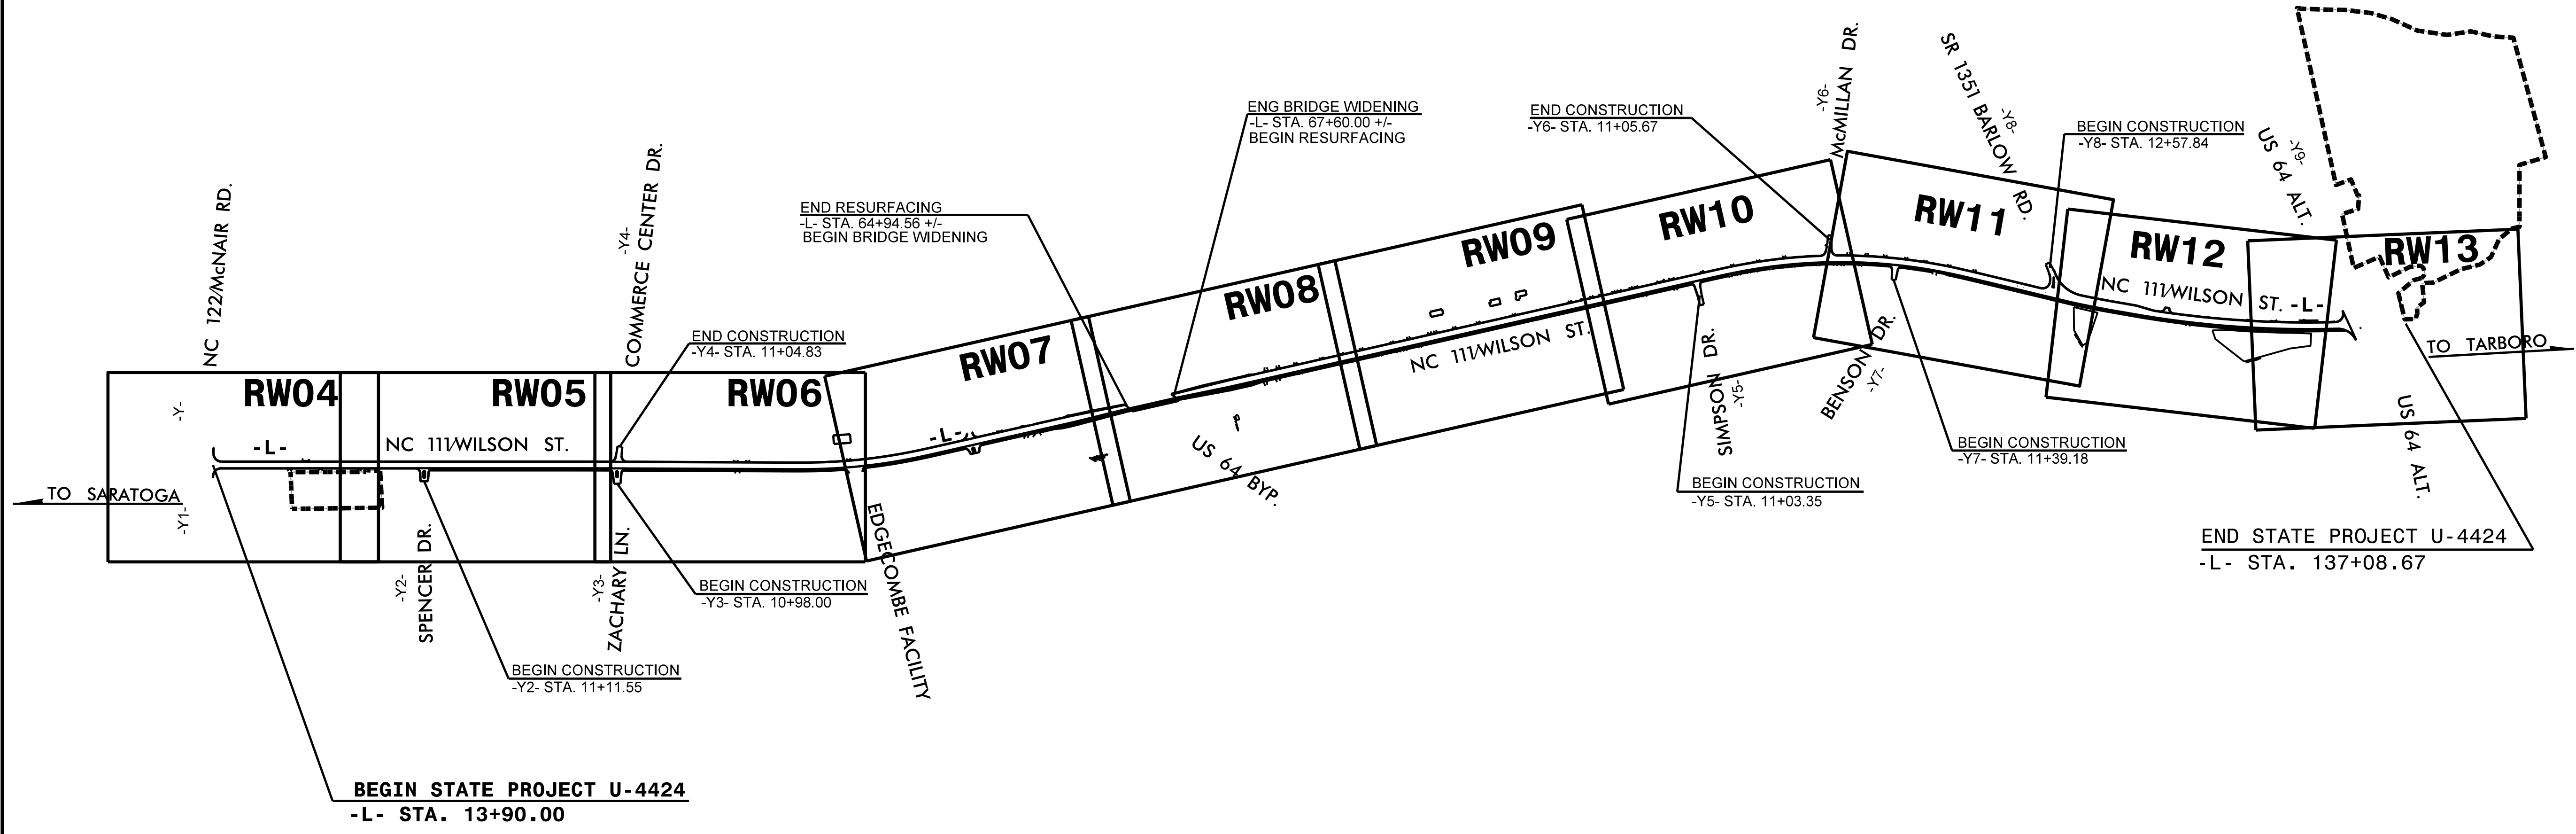 NC 122/McNAIR RD.
-Y-
RW04
-L-
TO SARATOGA
-Y1-
BEGIN STATE PROJECT U-4424
-L- STA. 13+90.00
RW05
NC 111/WILSON ST.
-Y2-
SPENCER DR.
BEGIN CONSTRUCTION
-Y2- STA. 11+11.55
-Y4-
COMMERCE CENTER DR.
END CONSTRUCTION
-Y4- STA. 11+04.83
RW06
-Y3-
ZACHARY LN.
BEGIN CONSTRUCTION
-Y3- STA. 10+98.00
EDGECOMBE FACILITY
END RESURFACING
-L- STA. 64+94.56 +/-
BEGIN BRIDGE WIDENING
RW07
-L-
ENG BRIDGE WIDENING
-L- STA. 67+60.00 +/-
BEGIN RESURFACING
RW08
US 64 BYP.
RW09
NC 111/WILSON ST.
END CONSTRUCTION
-Y6- STA. 11+05.67
RW10
SIMPSON DR.
-Y5-
BEGIN CONSTRUCTION
-Y5- STA. 11+03.35
-Y6-
McMILLAN DR.
BENSON DR.
-Y7-
RW11
SR 1351 BARLOW RD.
-Y8-
BEGIN CONSTRUCTION
-Y7- STA. 11+39.18
BEGIN CONSTRUCTION
-Y8- STA. 12+57.84
RW12
NC 111/WILSON ST. -L-
US 64 ALT.
-Y9-
RW13
TO TARBORO
US 64 ALT.
END STATE PROJECT U-4424
-L- STA. 137+08.67